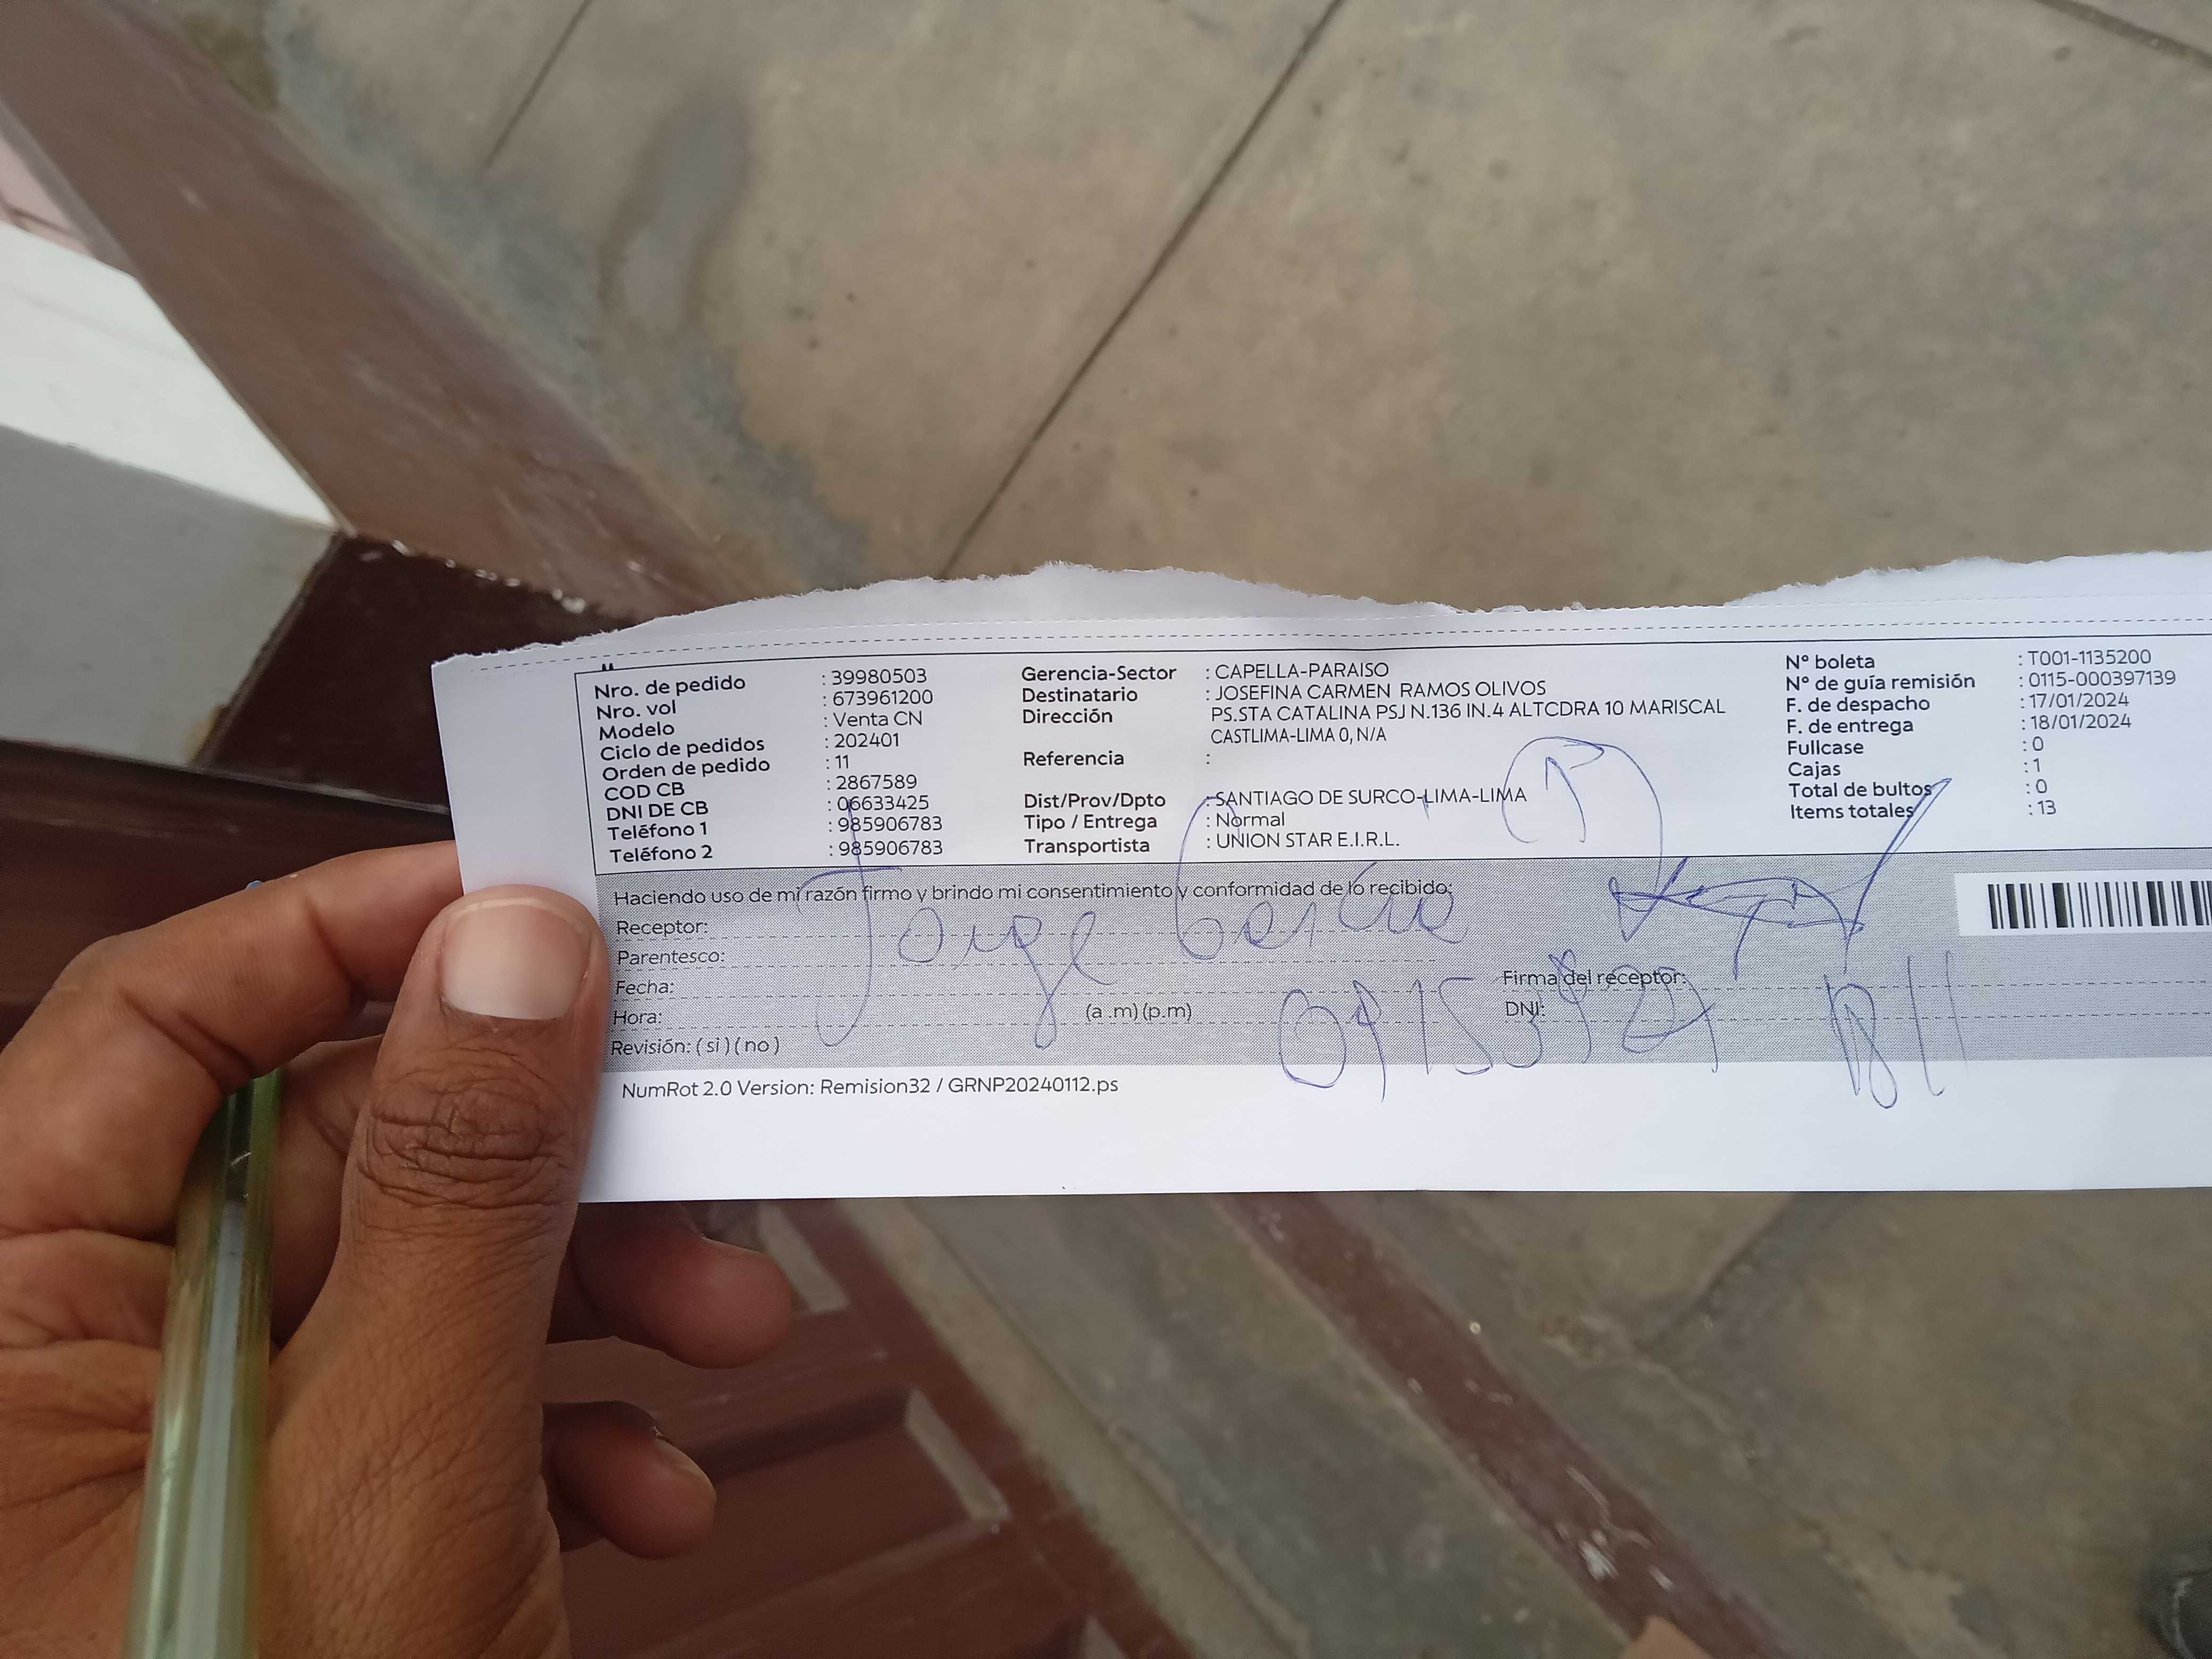 Nro. de pedido : 39980503
Nro. vol : 673961200
Modelo : Venta CN
Ciclo de pedidos : 202401
Orden de pedido : 11
COD CB : 2867589
DNI DE CB : 06633425
Teléfono 1 : 985906783
Teléfono 2 : 985906783
Gerencia-Sector : CAPELLA-PARAISO
Destinatario : JOSEFINA CARMEN RAMOS OLIVOS
Dirección PS.STA CATALINA PSJ N.136 IN.4 ALTCDRA 10 MARISCAL
CASTLIMA-LIMA 0, N/A
Referencia :
Dist/Prov/Dpto : SANTIAGO DE SURCO-LIMA-LIMA
Tipo / Entrega : Normal
Transportista : UNION STAR E.I.R.L.
N° boleta : T001-1135200
N° de guía remisión : 0115-000397139
F. de despacho : 17/01/2024
F. de entrega : 18/01/2024
Fullcase : 0
Cajas : 1
Total de bultos : 0
Items totales : 13
Haciendo uso de mi razón firmo y brindo mi consentimiento y conformidad de lo recibido:
Receptor: Jorge
Parentesco:
Fecha:
Hora: (a .m) (p.m)
Revisión: ( si ) ( no )
Firma del receptor:
DNI:
NumRot 2.0 Version: Remision32 / GRNP20240112.ps